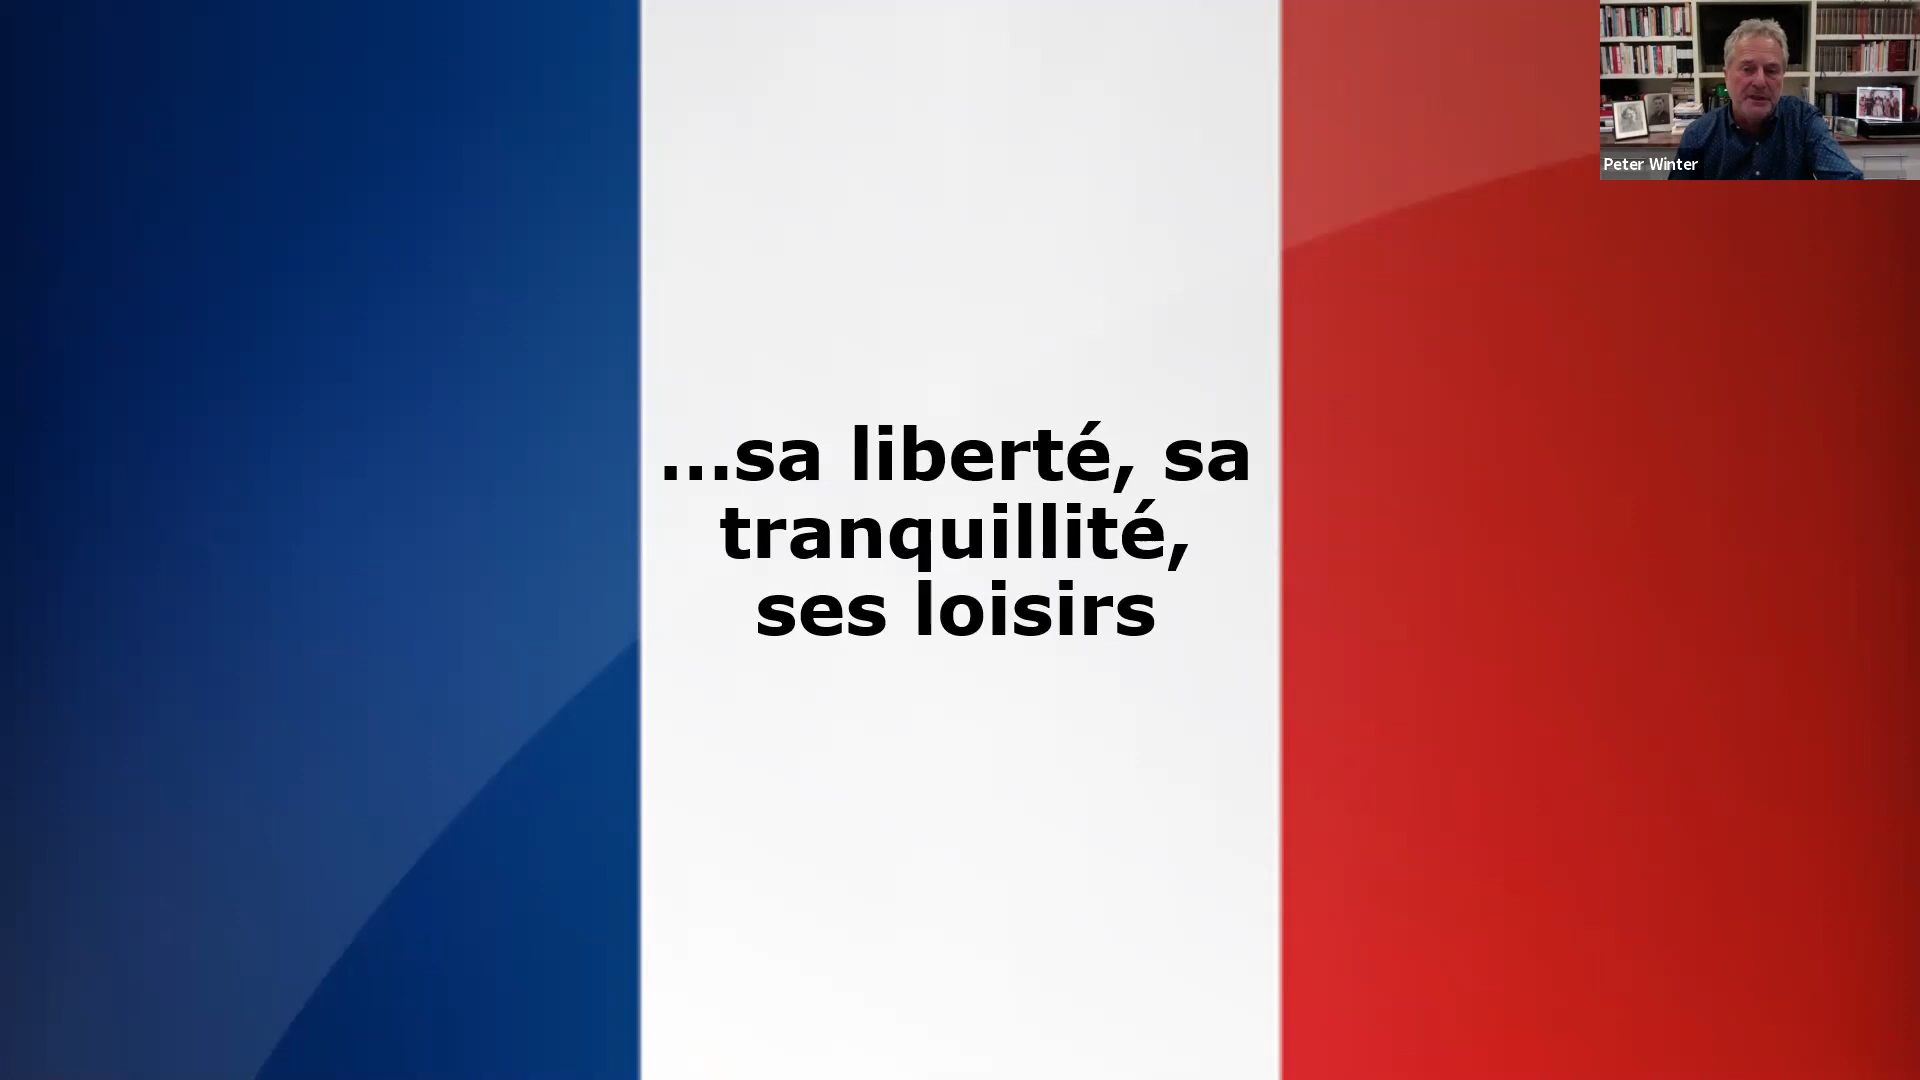 ...sa liberté, sa
tranquillité,
ses loisirs
Peter Winter